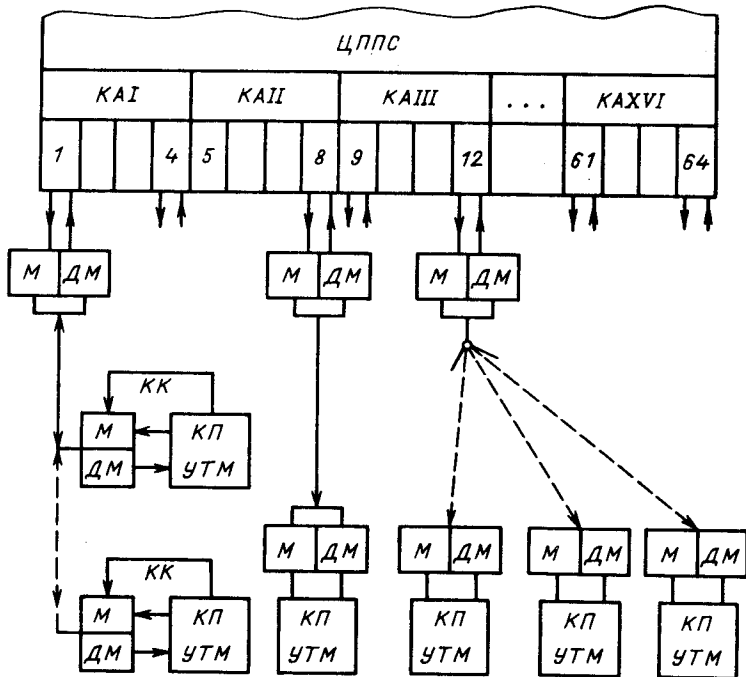 ЦППС
КАI КАII КАIII ... КАXVI
1 4 5 8 9 12 61 64
М ДМ М ДМ М ДМ
КК
М КП
ДМ УТМ
М ДМ М ДМ М ДМ М ДМ
КК
М КП КП КП КП КП
ДМ УТМ УТМ УТМ УТМ УТМ